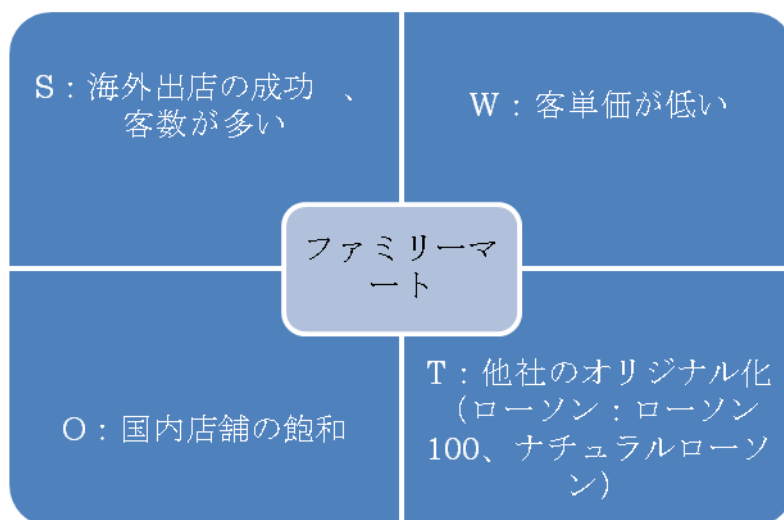 S：海外出店の成功　、
客数が多い
W：客単価が低い
ファミリーマ
ート
O：国内店舗の飽和
T：他社のオリジナル化
（ローソン：ローソン
100、ナチュラルローソ
ン）